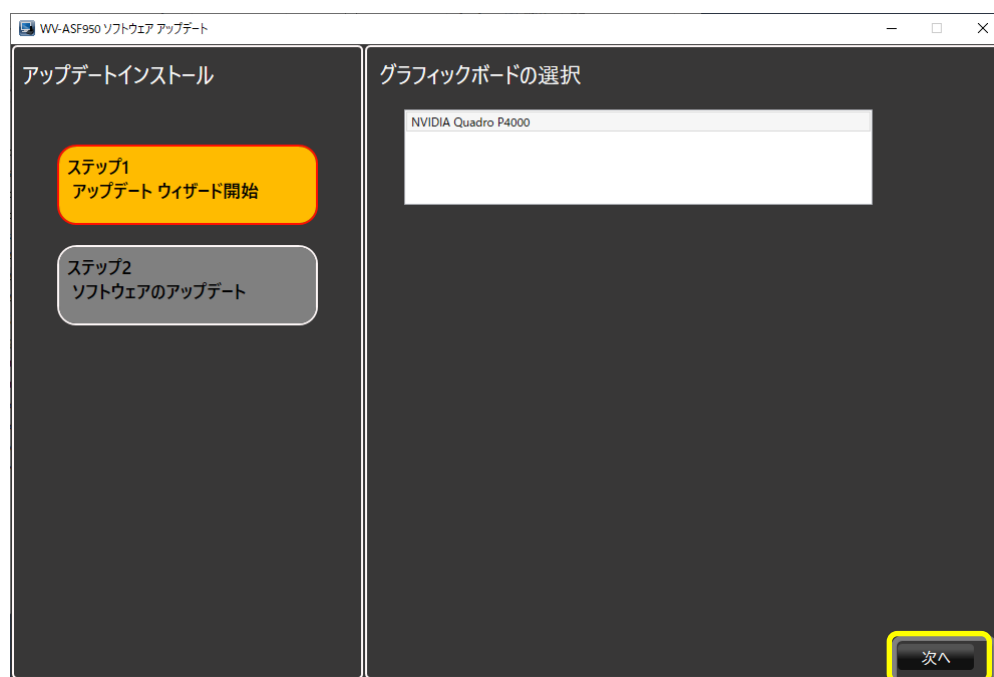 WV-ASF950 ソフトウェア アップデート
アップデートインストール
グラフィックボードの選択
NVIDIA Quadro P4000
ステップ1
アップデート ウィザード開始
ステップ2
ソフトウェアのアップデート
次へ